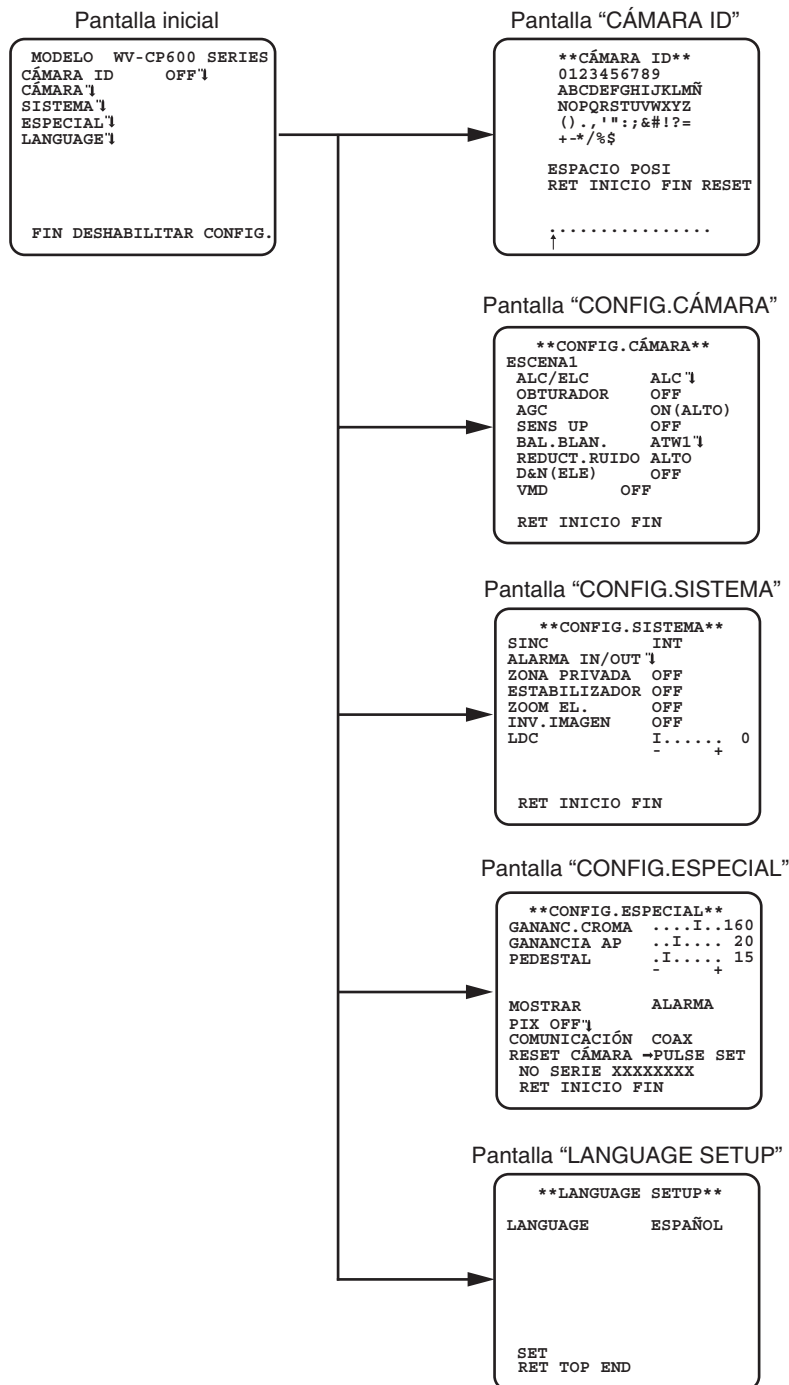 Pantalla inicial
MODELO WV-CP600 SERIES
CÁMARA ID OFF
CÁMARA
SISTEMA
ESPECIAL
LANGUAGE
FIN DESHABILITAR CONFIG.
Pantalla “CÁMARA ID”
**CÁMARA ID**
0123456789
ABCDEFGHIJKLMÑ
NOPQRSTUVWXYZ
().,'":;&#!?=
+-*/%$
ESPACIO POSI
RET INICIO FIN RESET
................
↑
Pantalla “CONFIG.CÁMARA”
**CONFIG.CÁMARA**
ESCENA1
ALC/ELC ALC
OBTURADOR OFF
AGC ON(ALTO)
SENS UP OFF
BAL.BLAN. ATW1
REDUCT.RUIDO ALTO
D&N(ELE) OFF
VMD OFF
RET INICIO FIN
Pantalla “CONFIG.SISTEMA”
**CONFIG.SISTEMA**
SINC INT
ALARMA IN/OUT
ZONA PRIVADA OFF
ESTABILIZADOR OFF
ZOOM EL. OFF
INV.IMAGEN OFF
LDC I...... 0
- +
RET INICIO FIN
Pantalla “CONFIG.ESPECIAL”
**CONFIG.ESPECIAL**
GANANC.CROMA ....I..160
GANANCIA AP ..I.... 20
PEDESTAL .I..... 15
- +
MOSTRAR ALARMA
PIX OFF
COMUNICACIÓN COAX
RESET CÁMARA →PULSE SET
NO SERIE XXXXXXXX
RET INICIO FIN
Pantalla “LANGUAGE SETUP”
**LANGUAGE SETUP**
LANGUAGE ESPAÑOL
SET
RET TOP END